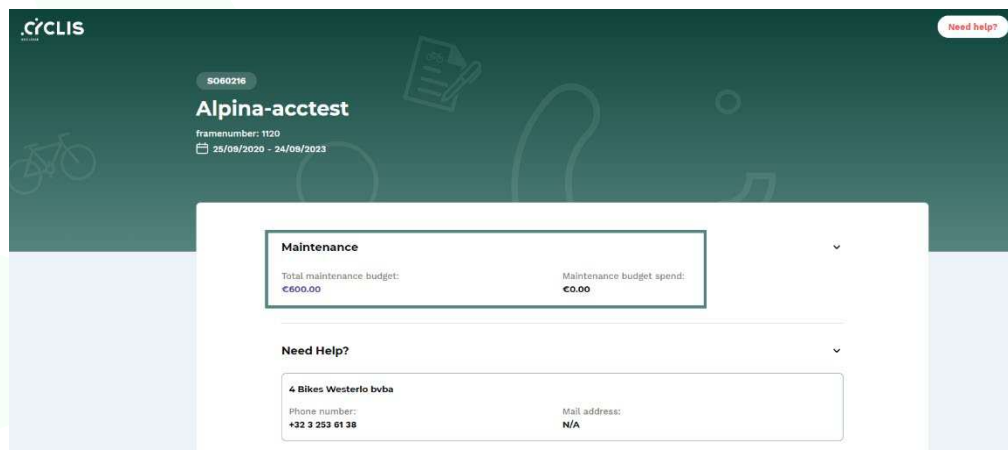 CYCLIS
Need help?
SO60216
Alpina-acctest
framenumber: 1120
25/09/2020 - 24/09/2023
Maintenance
Total maintenance budget:
Maintenance budget spend:
€600.00
€0.00
Need Help?
4 Bikes Westerlo bvba
Phone number:
Mail address:
+32 3 253 61 38
N/A